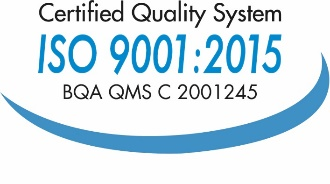 Certified Quality System
ISO 9001:2015
BQA QMS C 2001245